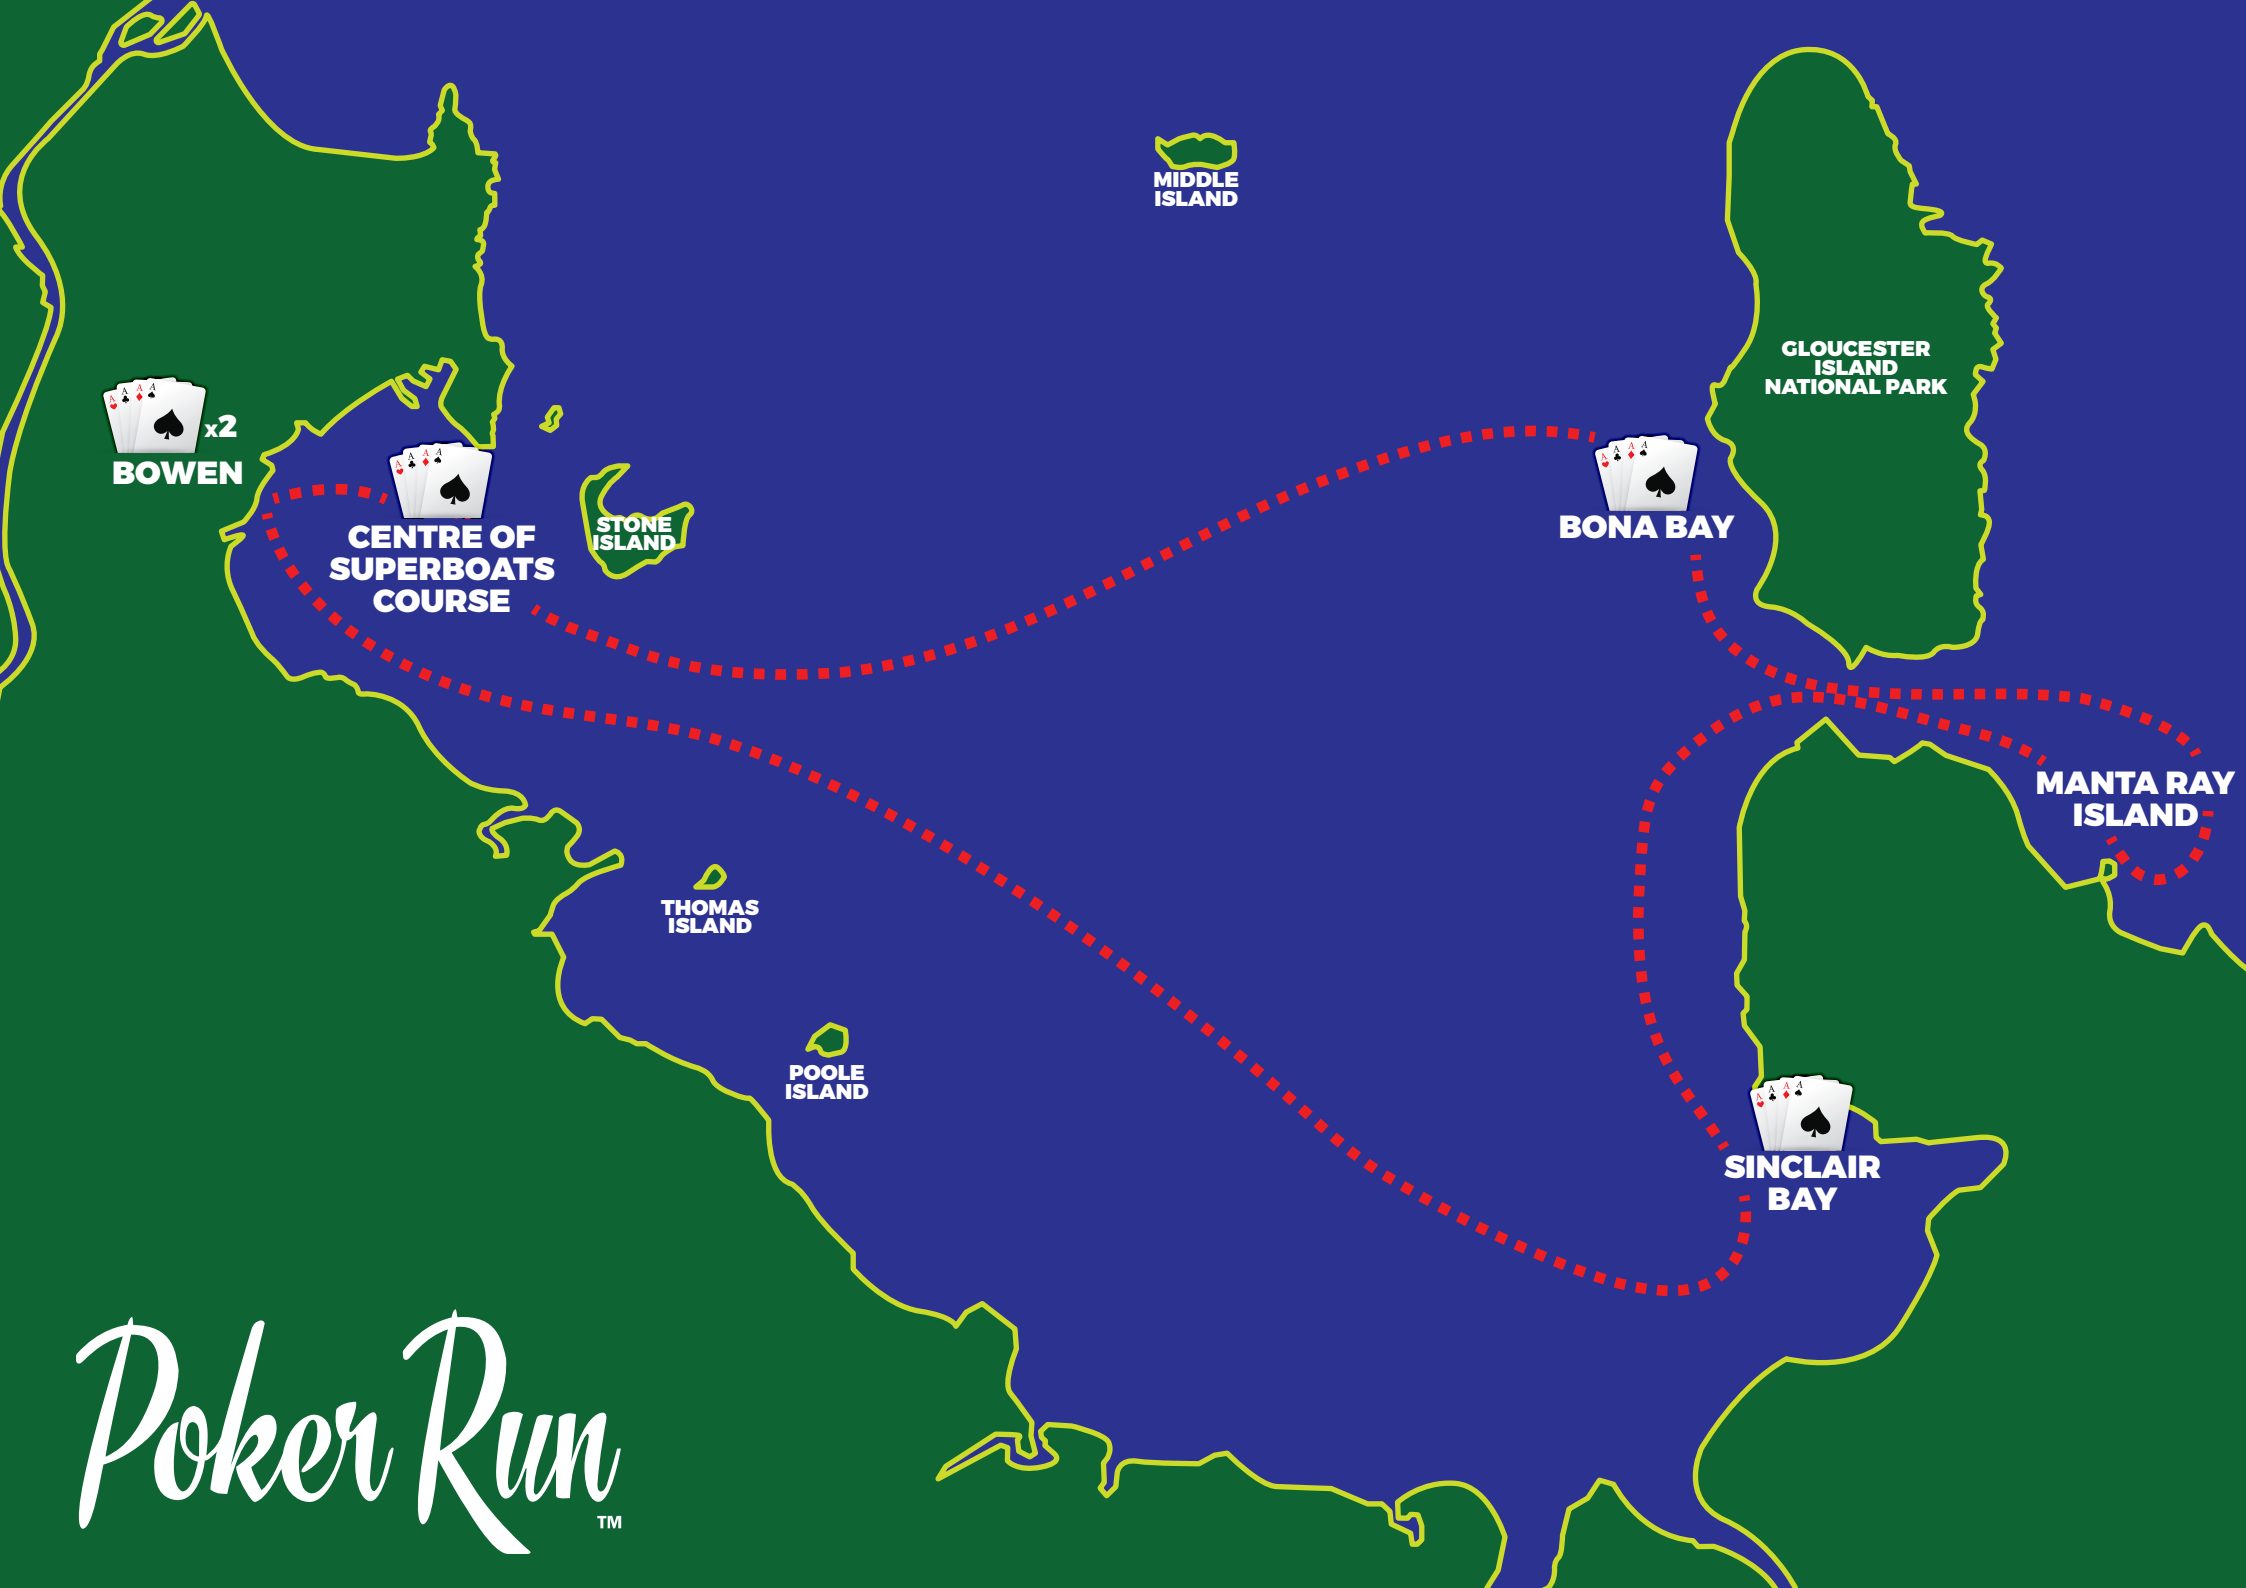 MIDDLE
ISLAND
GLOUCESTER
ISLAND
NATIONAL PARK
A A A A
x2
BOWEN
A A A A
CENTRE OF
SUPERBOATS
COURSE
STONE
ISLAND
A A A A
BONA BAY
MANTA RAY
ISLAND
THOMAS
ISLAND
POOLE
ISLAND
A A A A
SINCLAIR
BAY
Poker Run
TM